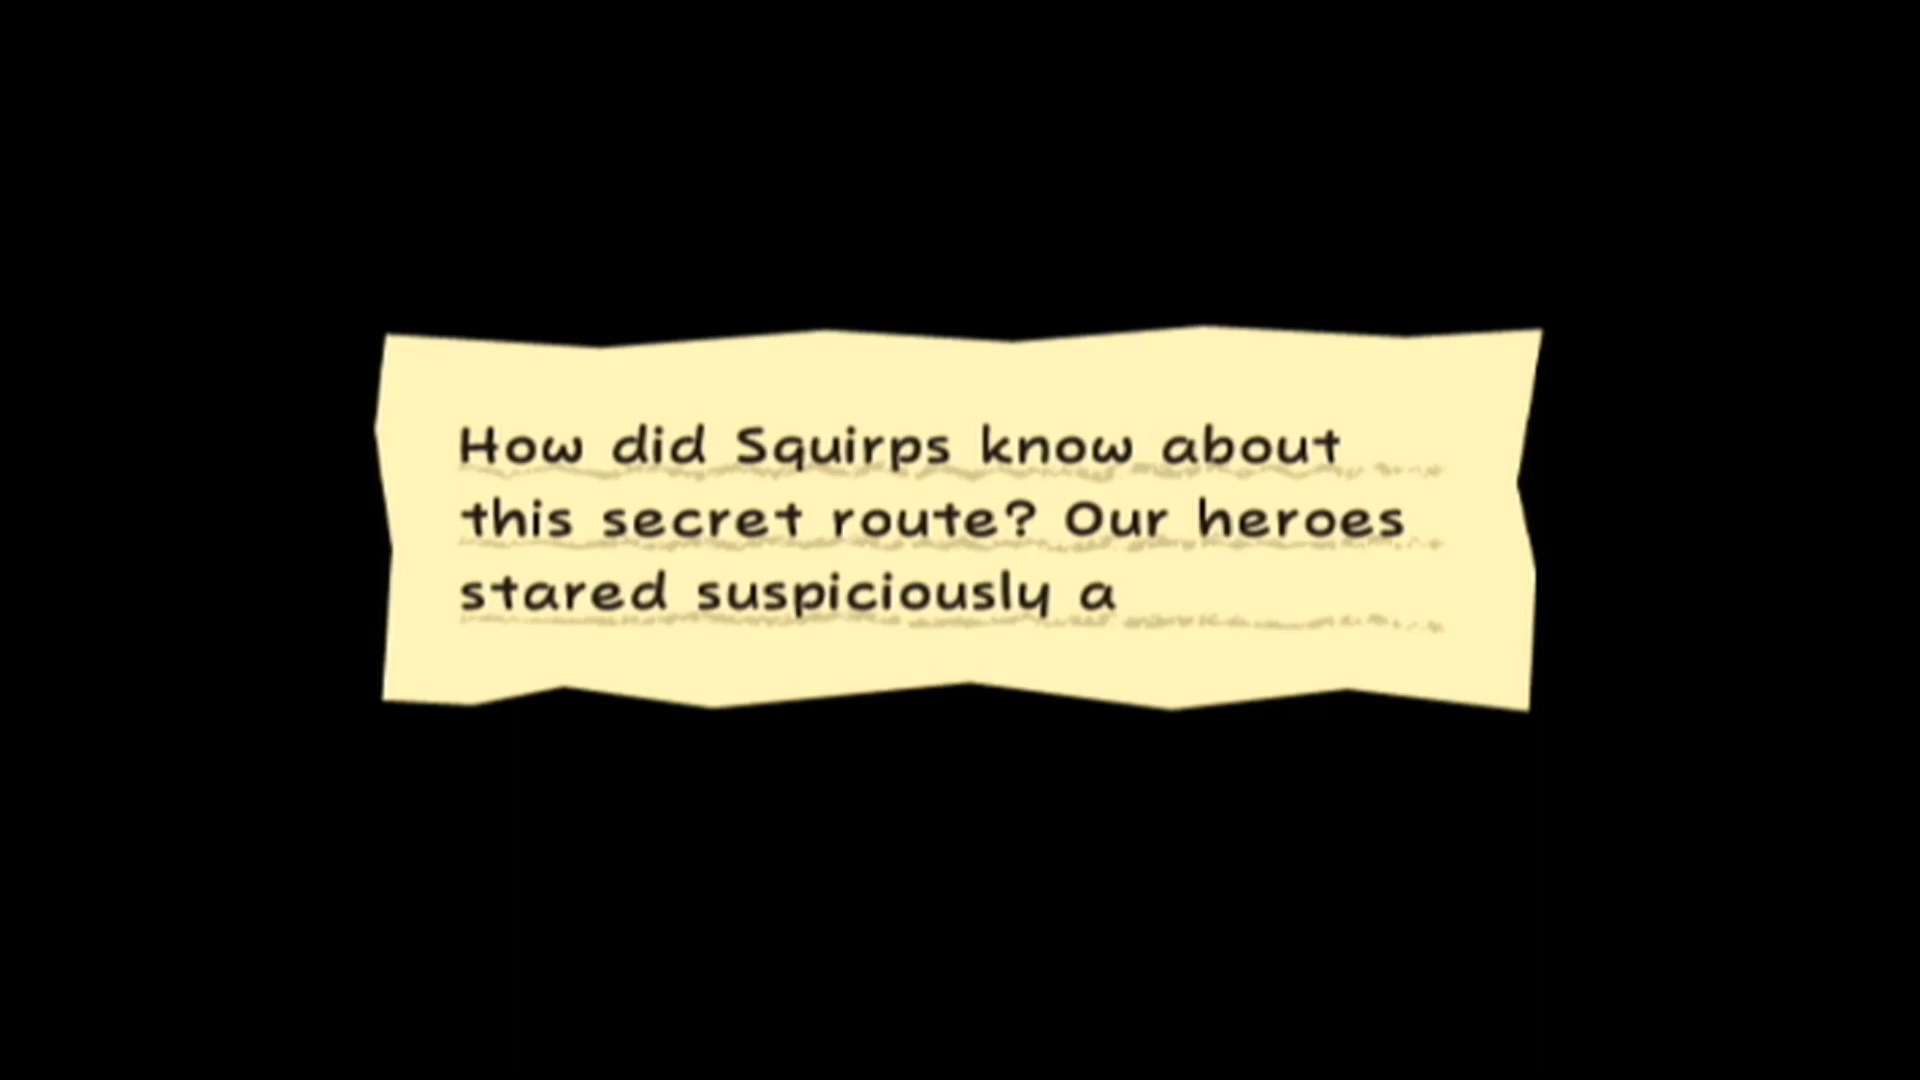 How did Squirps know about
this secret route? Our heroes
stared suspiciously a